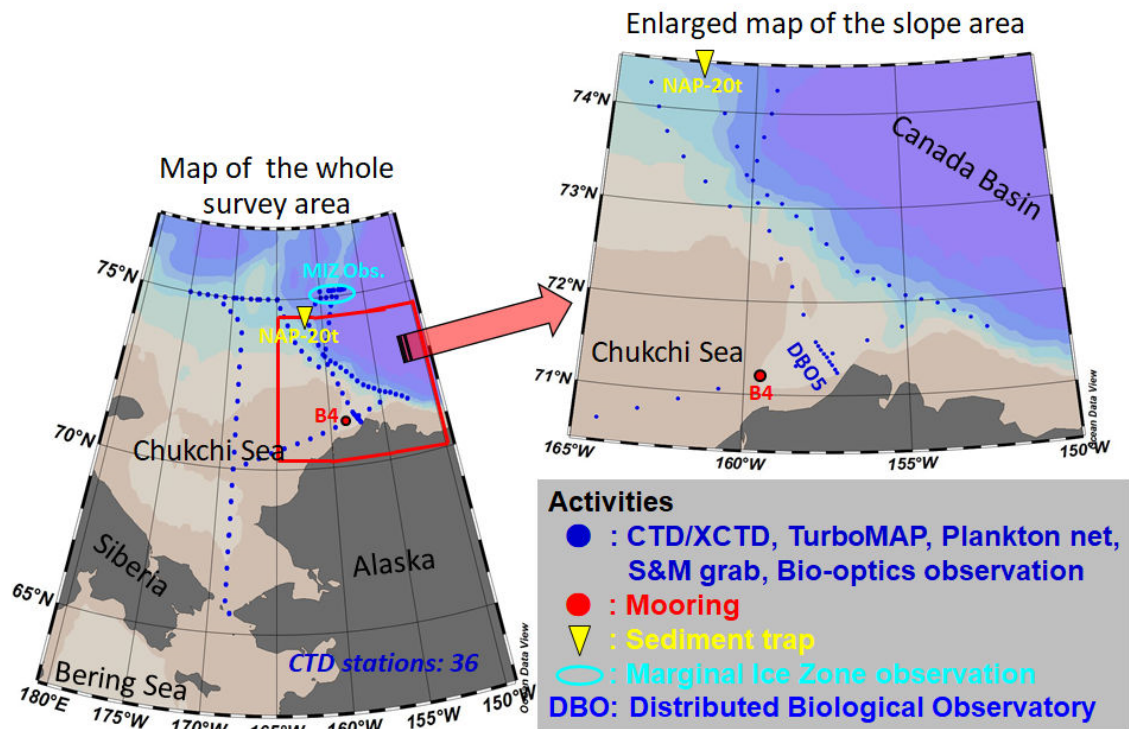 Enlarged map of the slope area
NAP-20t
74°N
Canada Basin
73°N
72°N
Chukchi Sea
DBO5
71°N
B4
165°W
160°W
155°W
150°W
Ocean Data View
Map of the whole
survey area
75°N
MIZ Obs.
NAP-20t
B4
70°N
Chukchi Sea
Siberia
Alaska
65°N
CTD stations: 36
Bering Sea
180°E
175°W
170°W
165°W
160°W
155°W
150°W
Ocean Data View
Activities
: CTD/XCTD, TurboMAP, Plankton net,
S&M grab, Bio-optics observation
: Mooring
: Sediment trap
: Marginal Ice Zone observation
DBO: Distributed Biological Observatory